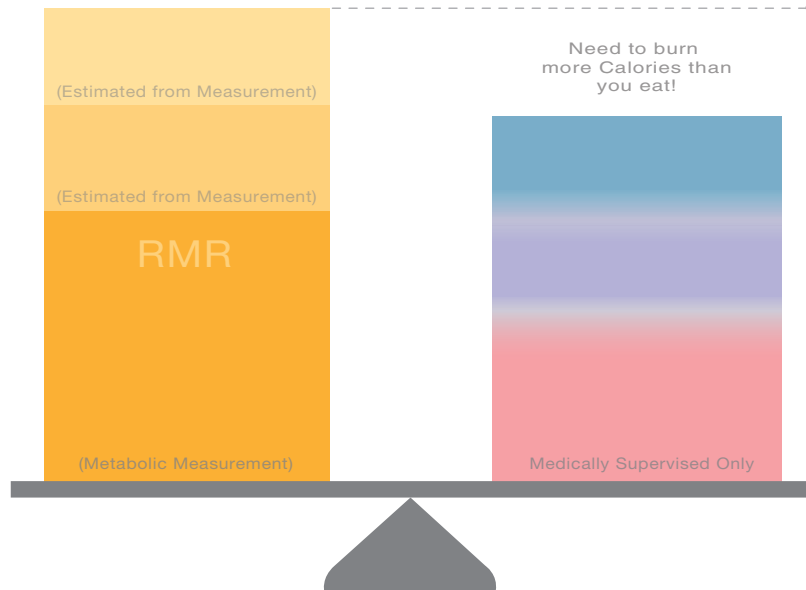 Need to burn
more Calories than
you eat!
(Estimated from Measurement)
(Estimated from Measurement)
RMR
(Metabolic Measurement)
Medically Supervised Only